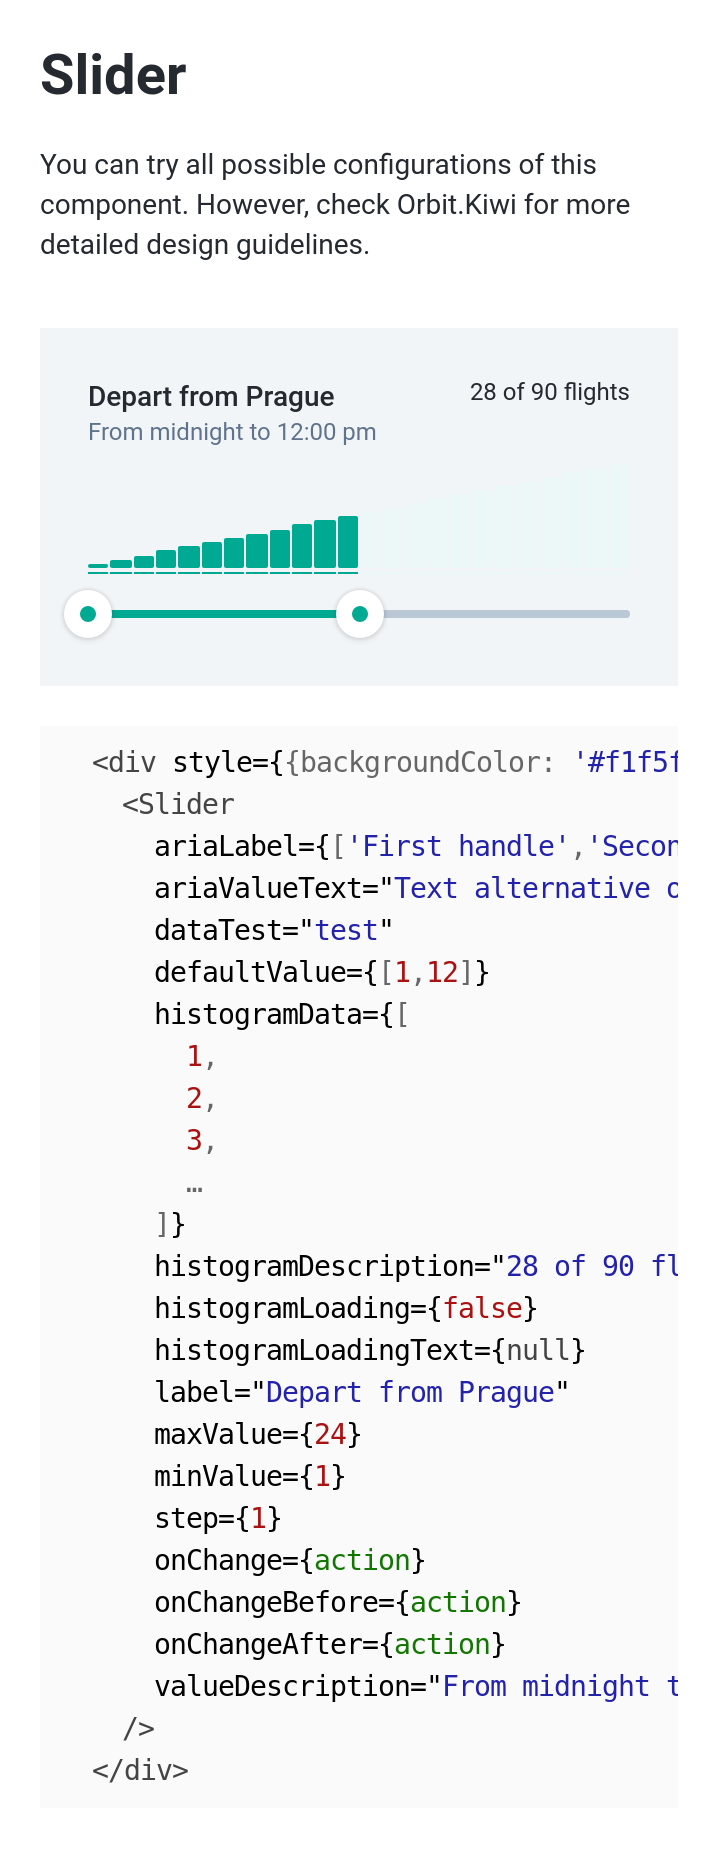 Slider
You can try all possible configurations of this
component. However, check Orbit.Kiwi for more
detailed design guidelines.
Depart from Prague
28 of 90 flights
From midnight to 12:00 pm
<div style={{backgroundColor: '#f1f5f
<Slider
ariaLabel={['First handle','Secon
ariaValueText="Text alternative o
dataTest="test"
defaultValue={[1,12]}
histogramData={[
1,
2,
3,
…
]}
histogramDescription="28 of 90 fl
histogramLoading={false}
histogramLoadingText={null}
label="Depart from Prague"
maxValue={24}
minValue={1}
step={1}
onChange={action}
onChangeBefore={action}
onChangeAfter={action}
valueDescription="From midnight t
/>
</div>